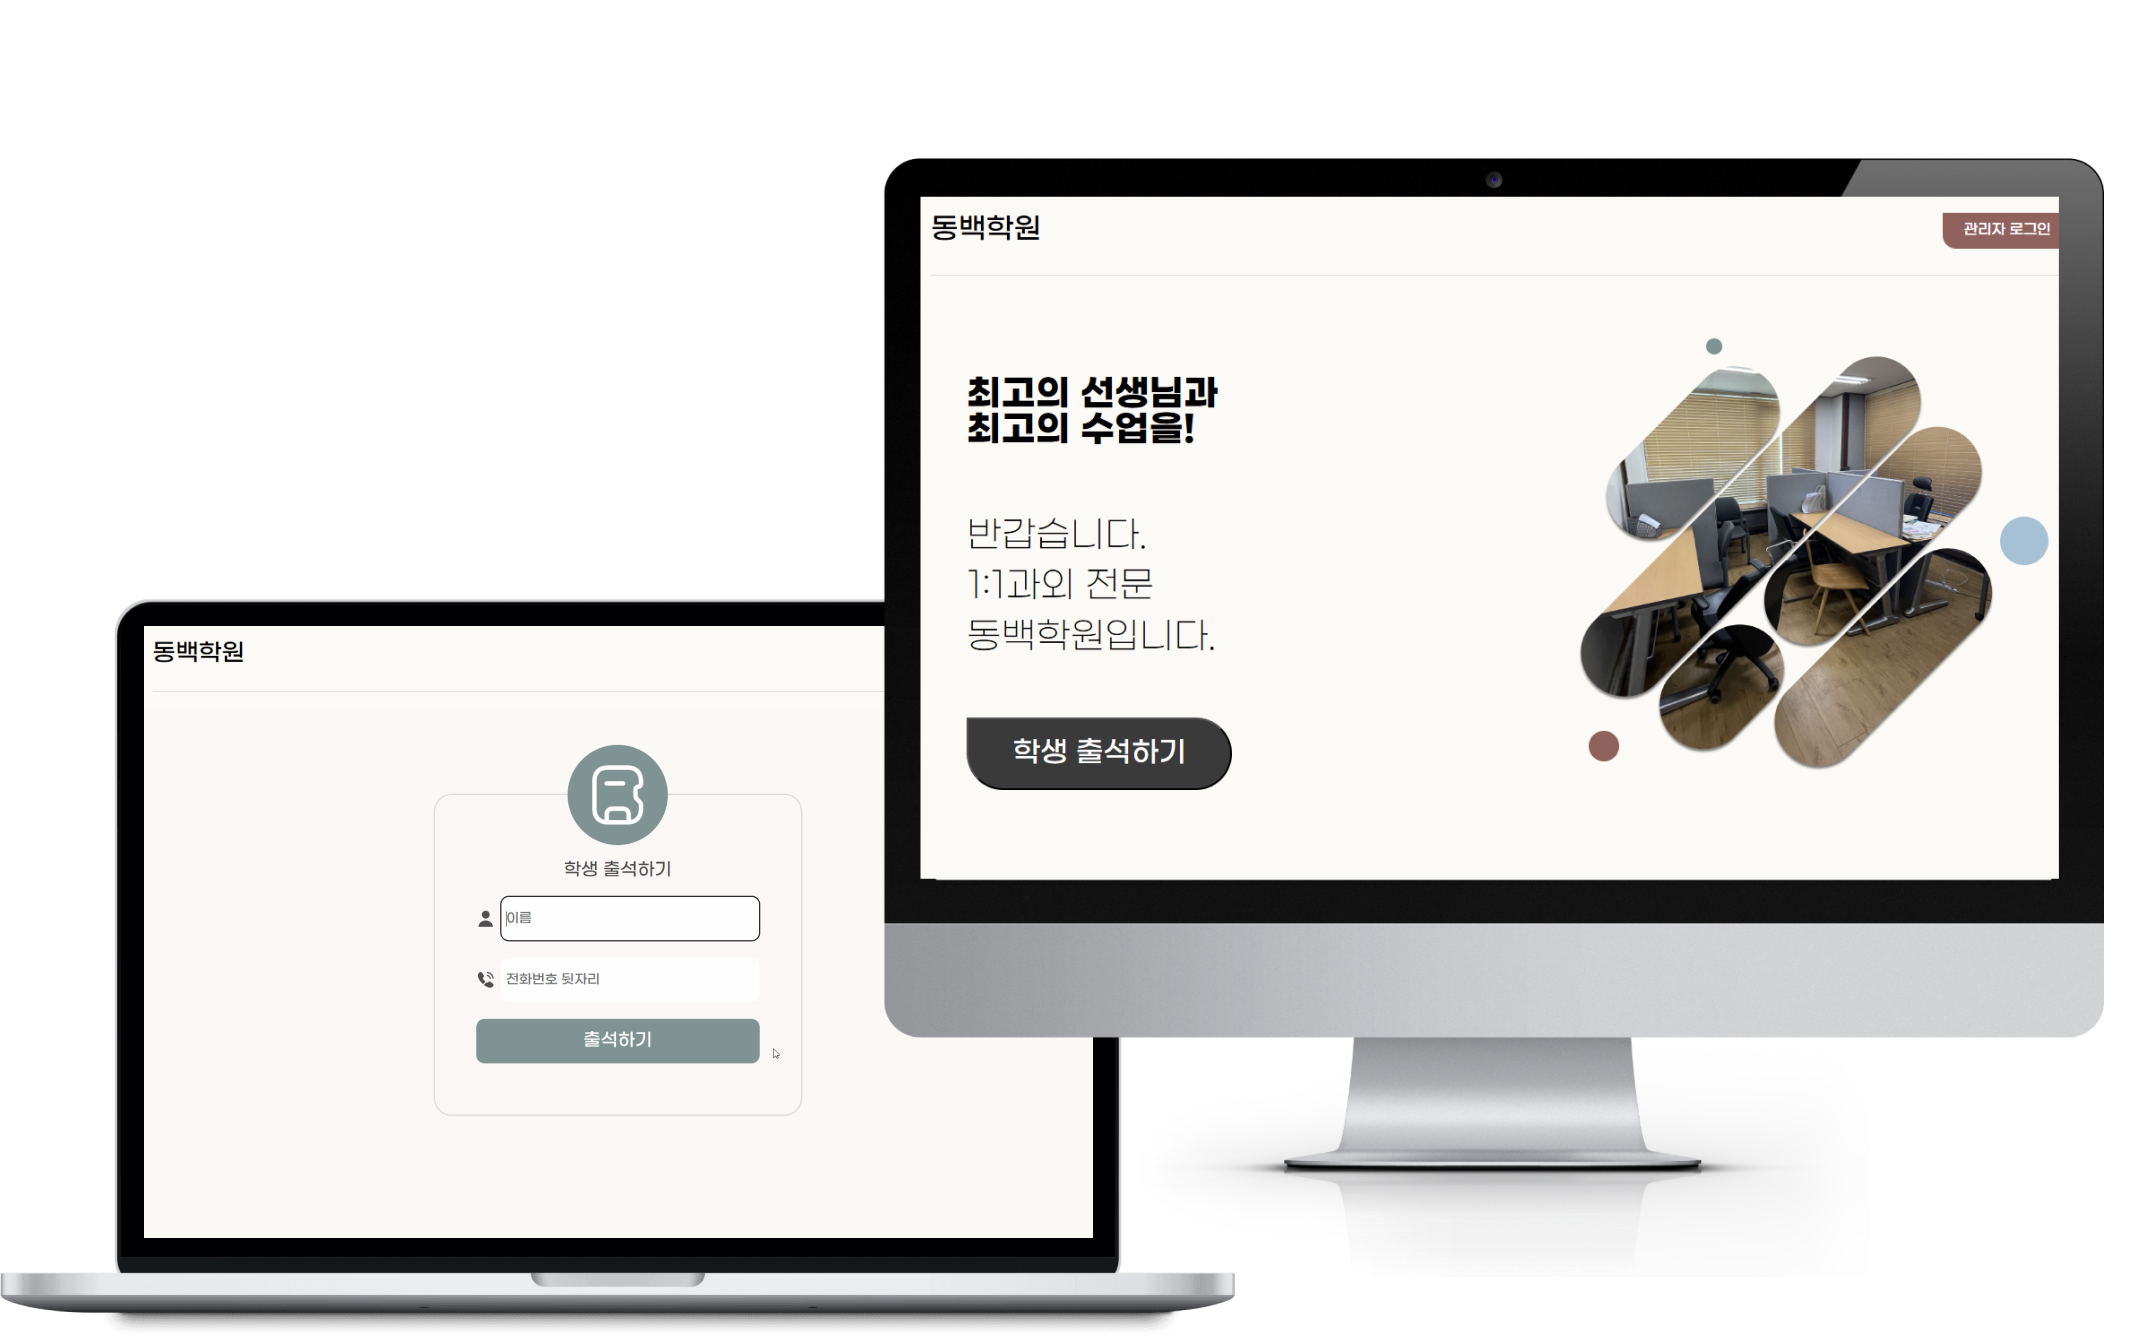 동백학원
관리자 로그인
최고의 선생님과
최고의 수업을!
반갑습니다.
1:1과외 전문
동백학원입니다.
학생 출석하기
동백학원
학생 출석하기
이름
전화번호 뒷자리
출석하기